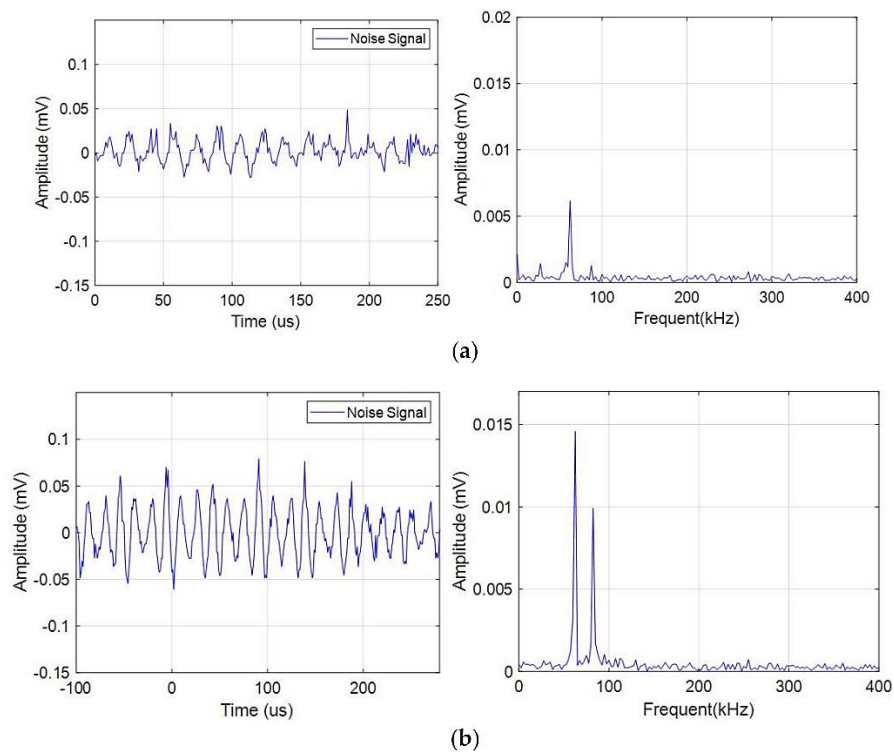 0.1
0.05
0
-0.05
-0.1
-0.15
Amplitude (mV)
Noise Signal
0 50 100 150 200 250
Time (us)
0.02
0.015
0.01
0.005
0
Amplitude (mV)
0 100 200 300 400
Frequent(kHz)
(a)
0.1
0.05
0
-0.05
-0.1
-0.15
Amplitude (mV)
Noise Signal
-100 0 100 200
Time (us)
0.015
0.01
0.005
0
Amplitude (mV)
0 100 200 300 400
Frequent(kHz)
(b)